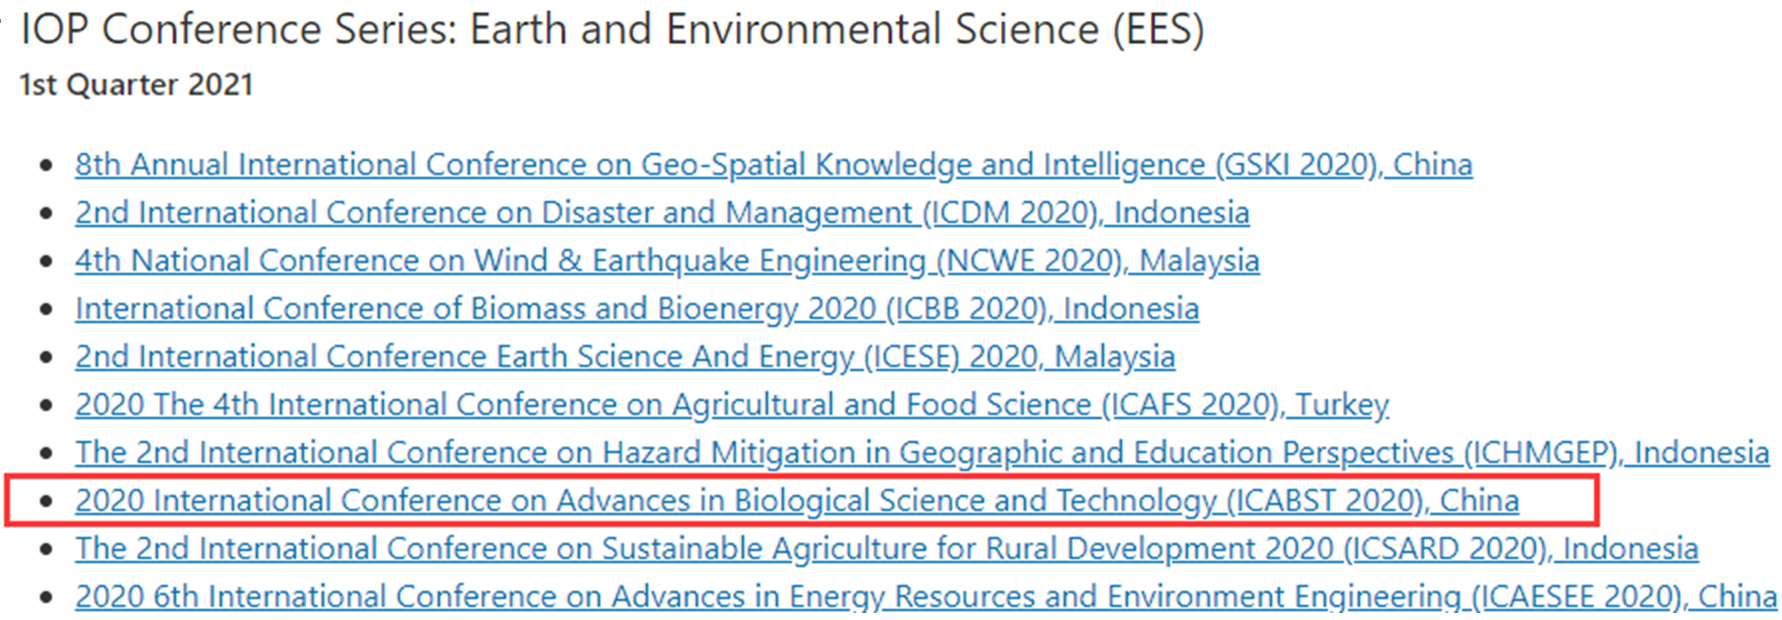 IOP Conference Series: Earth and Environmental Science (EES)
1st Quarter 2021
8th Annual International Conference on Geo-Spatial Knowledge and Intelligence (GSKI 2020), China
2nd International Conference on Disaster and Management (ICDM 2020), Indonesia
4th National Conference on Wind & Earthquake Engineering (NCWE 2020), Malaysia
International Conference of Biomass and Bioenergy 2020 (ICBB 2020), Indonesia
2nd International Conference Earth Science And Energy (ICESE) 2020, Malaysia
2020 The 4th International Conference on Agricultural and Food Science (ICAFS 2020), Turkey
The 2nd International Conference on Hazard Mitigation in Geographic and Education Perspectives (ICHMGEP), Indonesia
2020 International Conference on Advances in Biological Science and Technology (ICABST 2020), China
The 2nd International Conference on Sustainable Agriculture for Rural Development 2020 (ICSARD 2020), Indonesia
2020 6th International Conference on Advances in Energy Resources and Environment Engineering (ICAESEE 2020), China